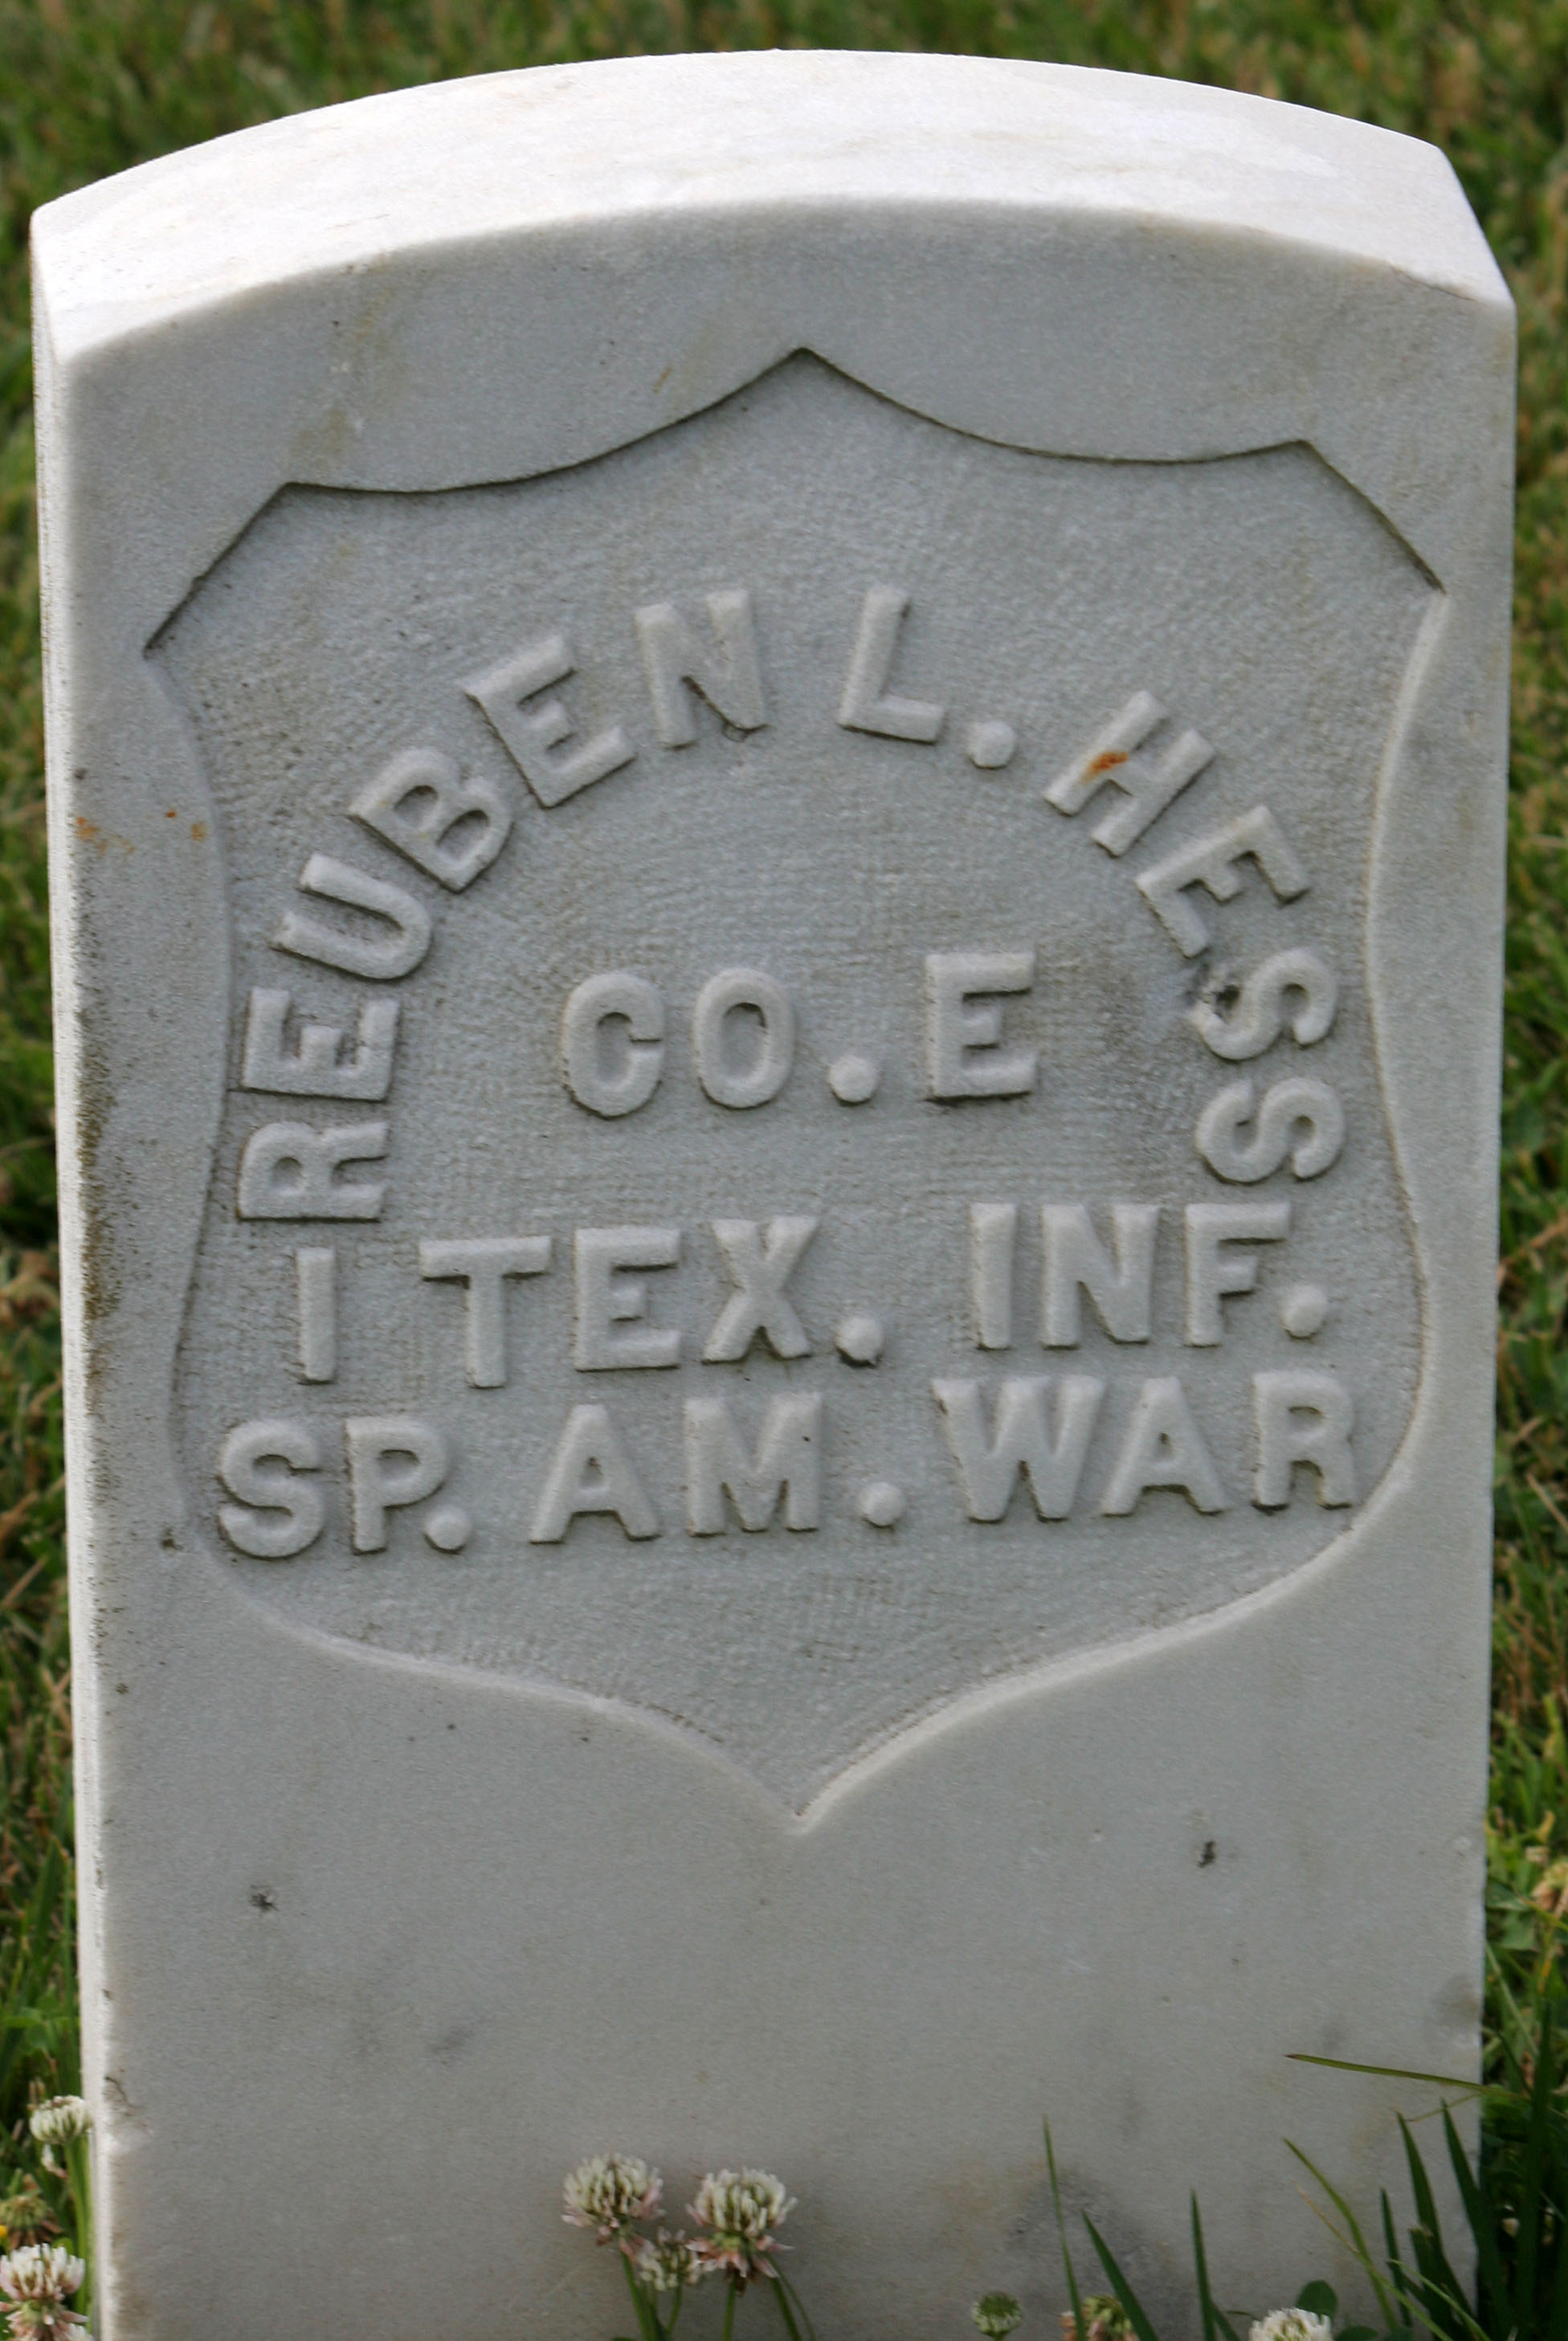 REUBEN L. HESS
CO. E
1 TEX. INF.
SP. AM. WAR